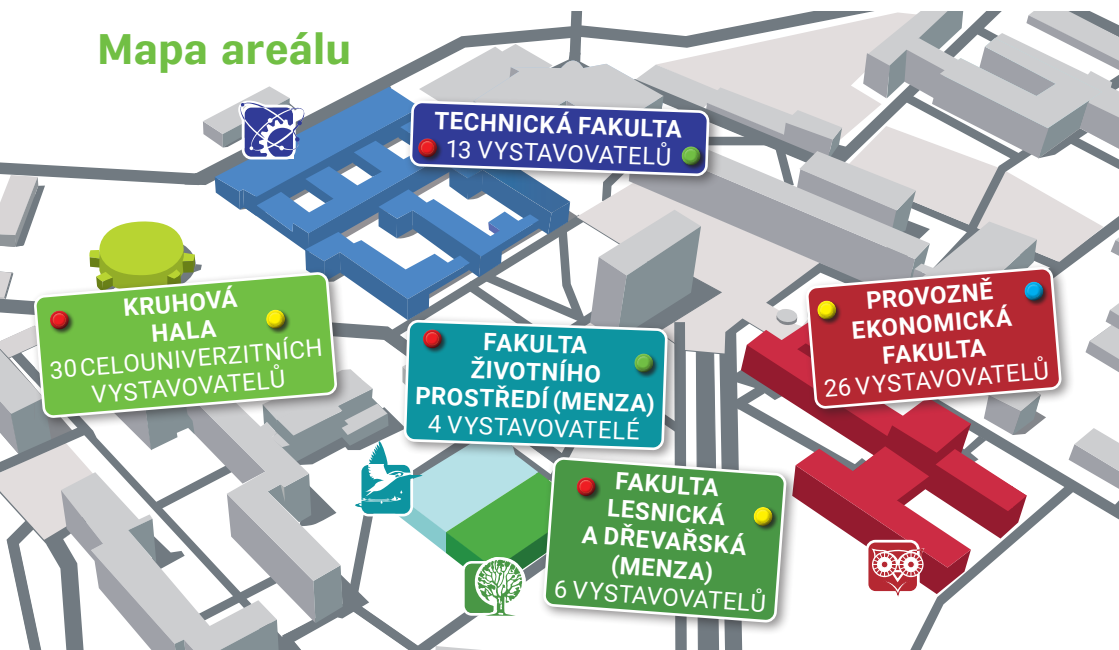 Mapa areálu
TECHNICKÁ FAKULTA
13 VYSTAVOVATELŮ
KRUHOVÁ
HALA
30 CELOUNIVERZITNÍCH
VYSTAVOVATELŮ
FAKULTA
ŽIVOTNÍHO
PROSTŘEDÍ (MENZA)
4 VYSTAVOVATELÉ
PROVOZNĚ
EKONOMICKÁ
FAKULTA
26 VYSTAVOVATELŮ
FAKULTA
LESNICKÁ
A DŘEVAŘSKÁ
(MENZA)
6 VYSTAVOVATELŮ